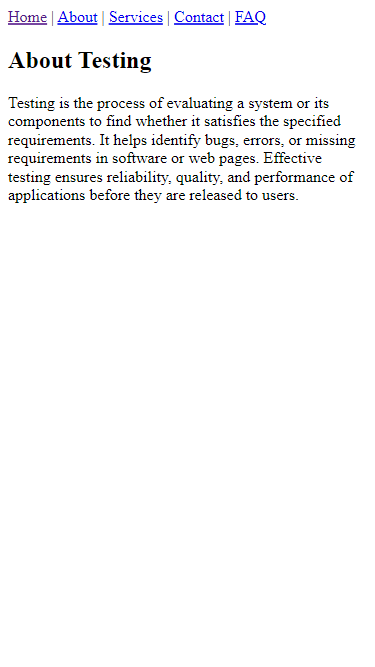 Home | About | Services | Contact | FAQ
About Testing
Testing is the process of evaluating a system or its
components to find whether it satisfies the specified
requirements. It helps identify bugs, errors, or missing
requirements in software or web pages. Effective
testing ensures reliability, quality, and performance of
applications before they are released to users.